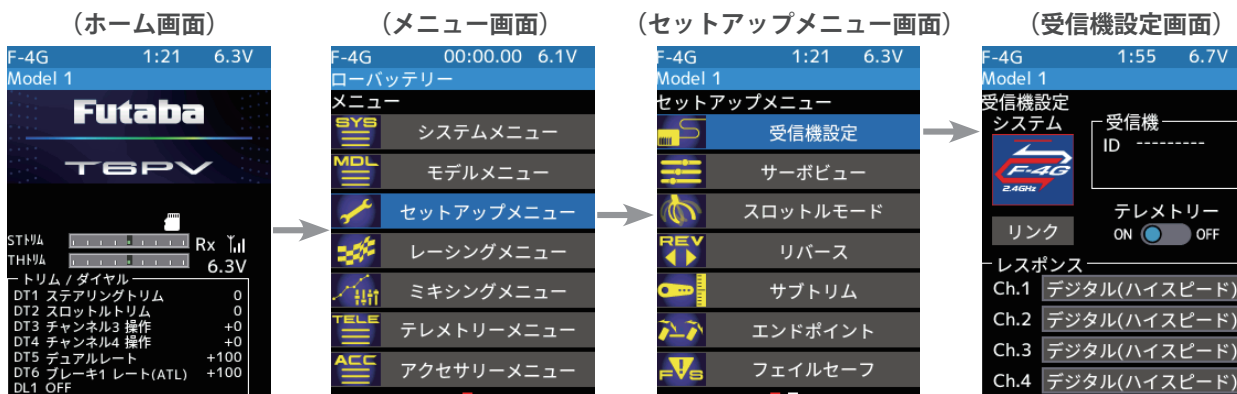 （ホーム画面）
F-4G 1:21 6.3V
Model 1
Futaba
T6PV
STﾄﾘﾑ
Rx
THﾄﾘﾑ
6.3V
トリム / ダイヤル
DT1 ステアリングトリム 0
DT2 スロットルトリム 0
DT3 チャンネル3 操作 +0
DT4 チャンネル4 操作 +0
DT5 デュアルレート +100
DT6 ブレーキ1 レート(ATL) +100
DL1 OFF
（メニュー画面）
F-4G 00:00.00 6.1V
ローバッテリー
メニュー
SYS システムメニュー
MDL モデルメニュー
セットアップメニュー
レーシングメニュー
ミキシングメニュー
TELE テレメトリーメニュー
ACC アクセサリーメニュー
（セットアップメニュー画面）
F-4G 1:21 6.3V
Model 1
セットアップメニュー
受信機設定
サーボビュー
スロットルモード
REV リバース
サブトリム
エンドポイント
F/S フェイルセーフ
（受信機設定画面）
F-4G 1:55 6.7V
Model 1
受信機設定
システム
受信機
ID ---------
F-4G
2.4GHz
テレメトリー
リンク
ON OFF
レスポンス
Ch.1 デジタル(ハイスピード)
Ch.2 デジタル(ハイスピード)
Ch.3 デジタル(ハイスピード)
Ch.4 デジタル(ハイスピード)